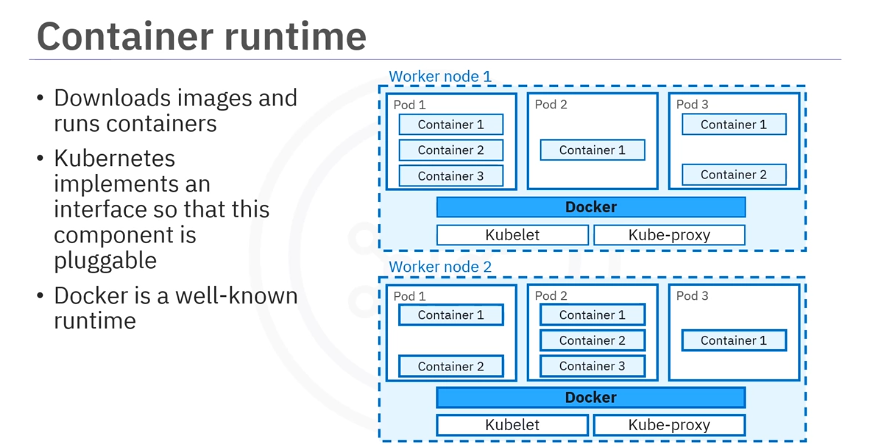 Container runtime
• Downloads images and
runs containers
• Kubernetes
implements an
interface so that this
component is
pluggable
• Docker is a well-known
runtime
Worker node 1
Pod 1
Container 1
Container 2
Container 3
Pod 2
Container 1
Pod 3
Container 1
Container 2
Docker
Kubelet
Kube-proxy
Worker node 2
Pod 1
Container 1
Container 2
Pod 2
Container 1
Container 2
Container 3
Pod 3
Container 1
Docker
Kubelet
Kube-proxy